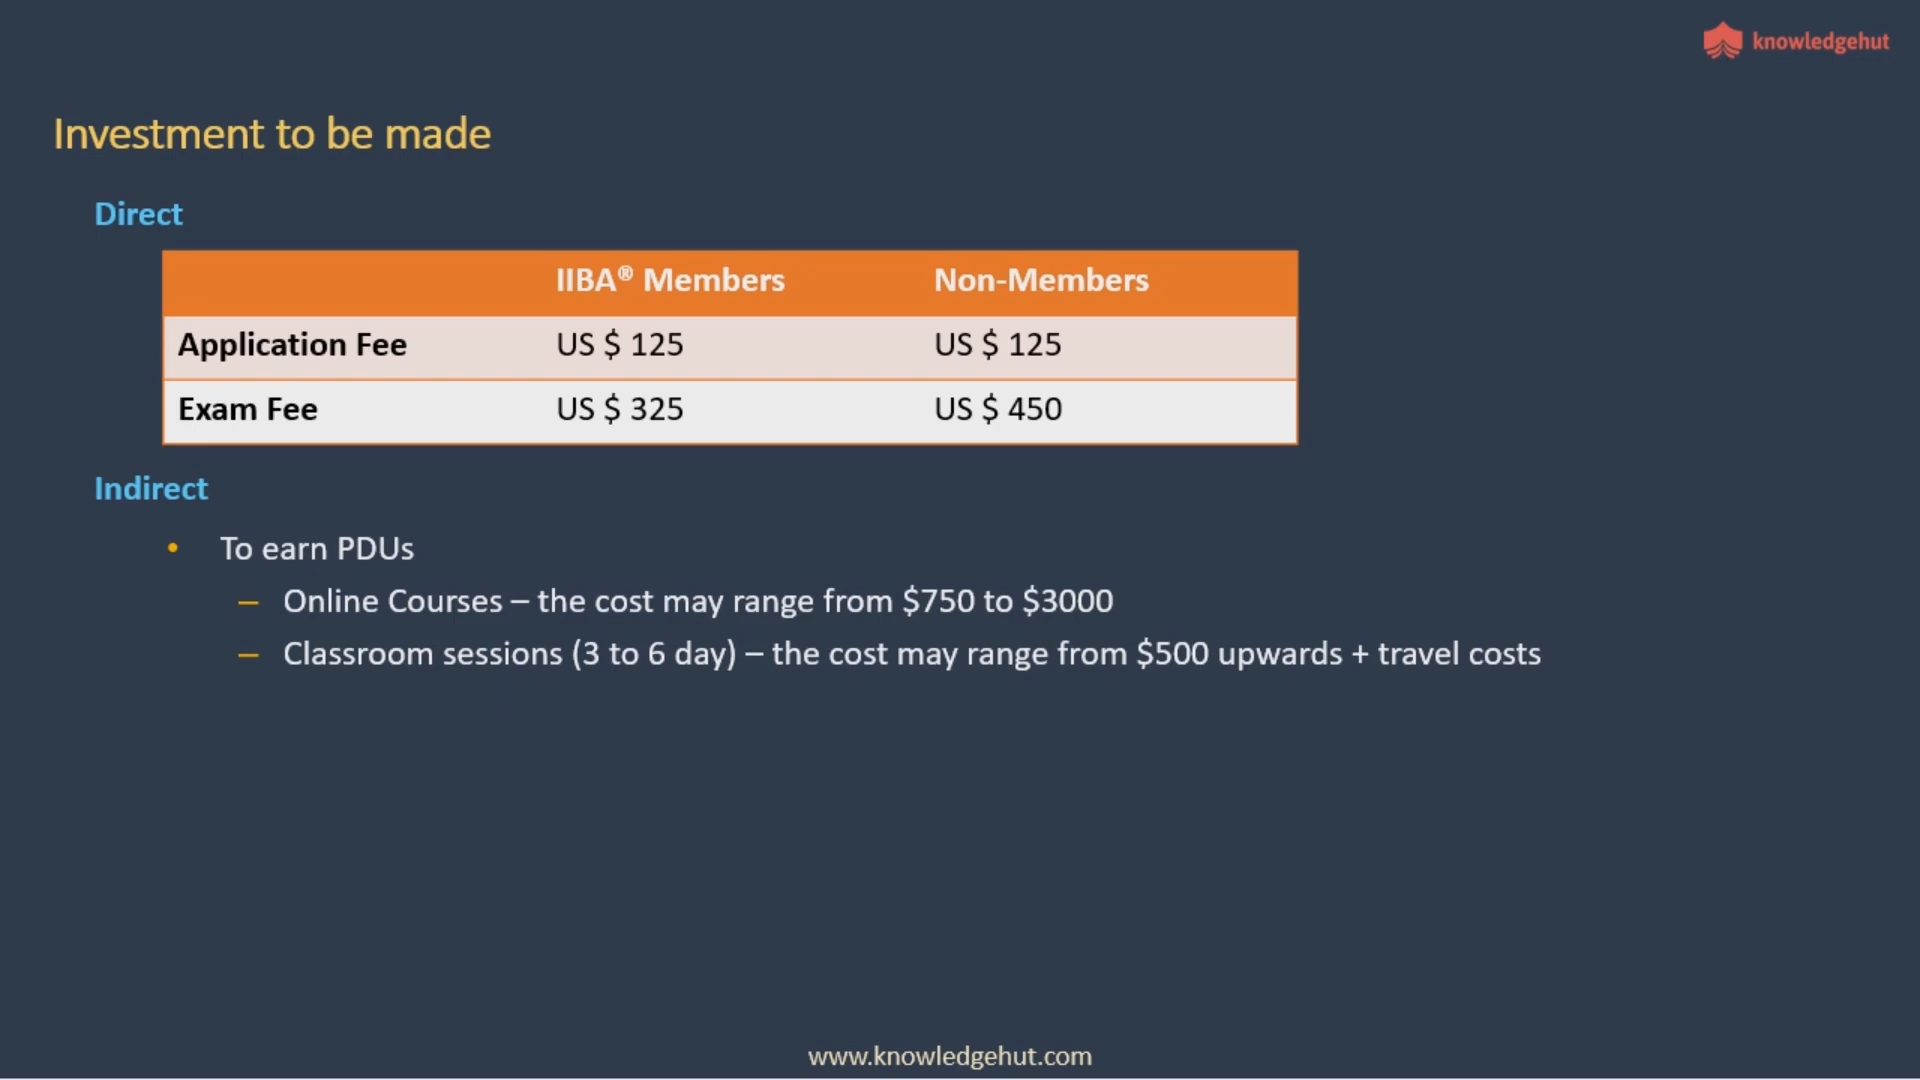 knowledgehut
Investment to be made
Direct
IIBA® Members Non-Members
Application Fee US $ 125 US $ 125
Exam Fee US $ 325 US $ 450
Indirect
• To earn PDUs
– Online Courses – the cost may range from $750 to $3000
– Classroom sessions (3 to 6 day) – the cost may range from $500 upwards + travel costs
www.knowledgehut.com